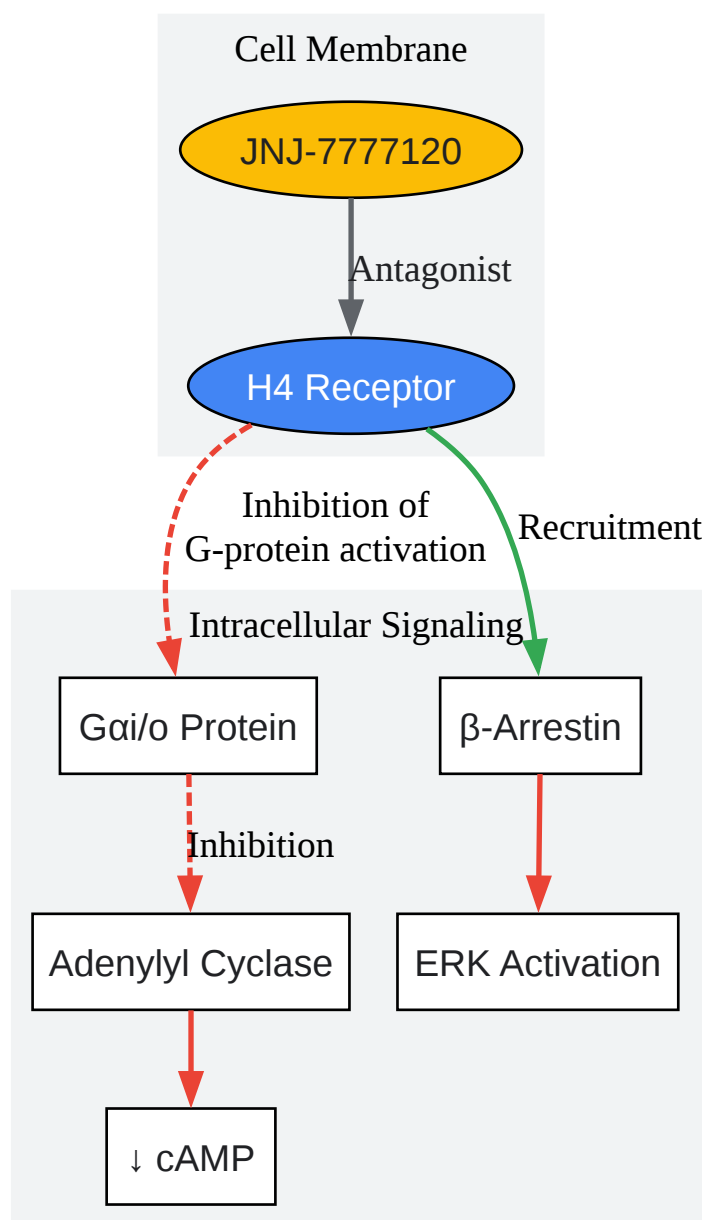 Cell Membrane
JNJ-7777120
Antagonist
H4 Receptor
Inhibition of
G-protein activation
Recruitment
Intracellular Signaling
Gαi/o Protein
β-Arrestin
Inhibition
Adenylyl Cyclase
ERK Activation
↓ cAMP